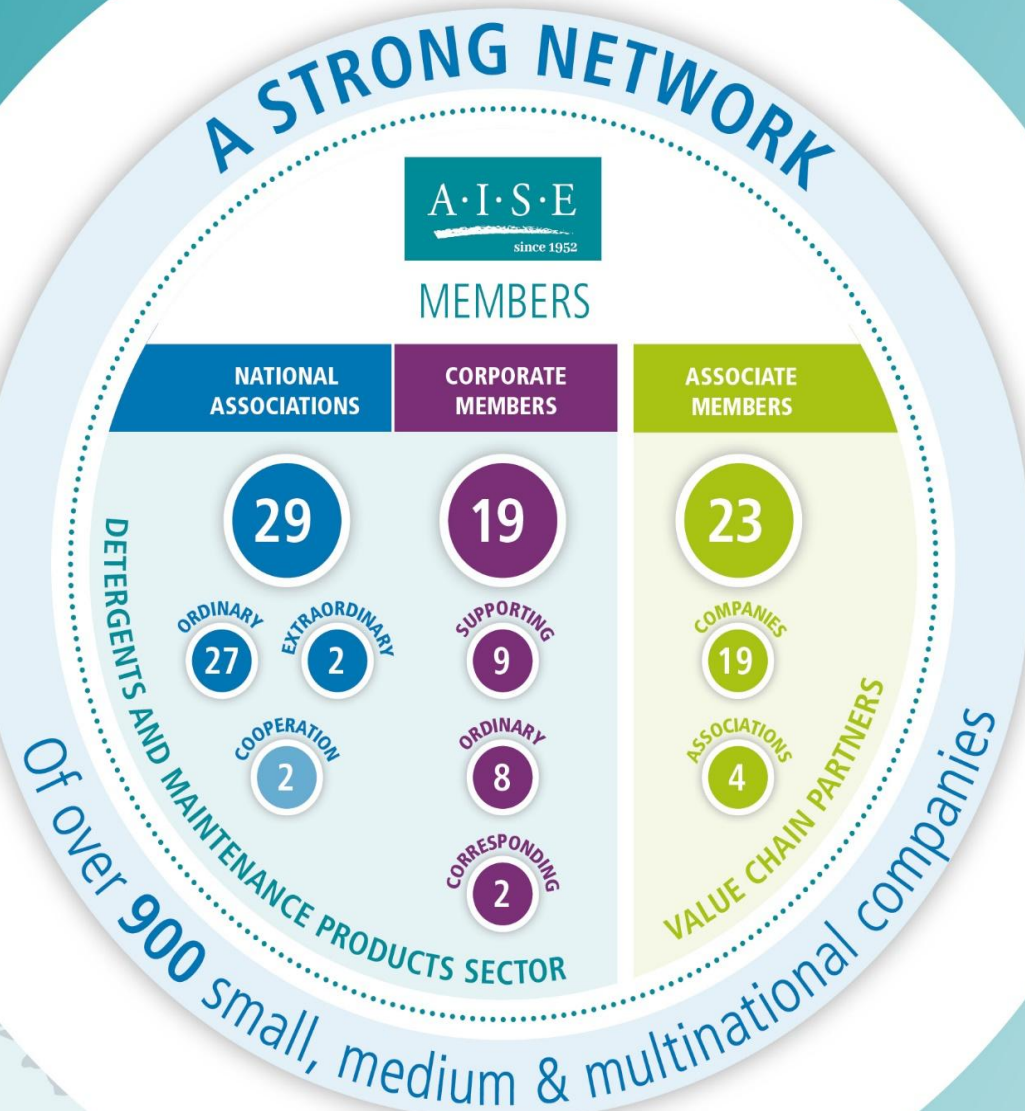 A STRONG NETWORK
A·I·S·E
since 1952
MEMBERS
NATIONAL
ASSOCIATIONS
29
ORDINARY
27
EXTRAORDINARY
2
COOPERATION
2
CORPORATE
MEMBERS
19
SUPPORTING
9
ORDINARY
8
CORRESPONDING
2
DETERGENTS AND MAINTENANCE PRODUCTS SECTOR
ASSOCIATE
MEMBERS
23
COMPANIES
19
ASSOCIATIONS
4
VALUE CHAIN PARTNERS
Of over 900 small, medium & multinational companies